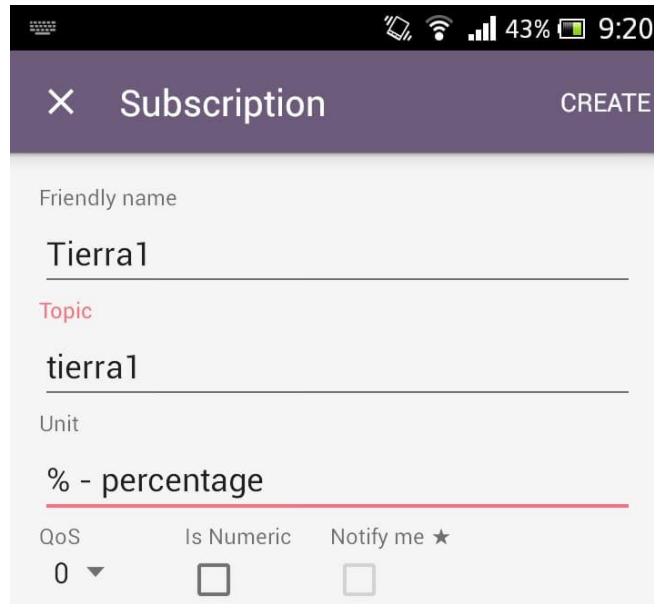 43% 9:20
Subscription CREATE
Friendly name
Tierra1
Topic
tierra1
Unit
% - percentage
QoS Is Numeric Notify me ★
0